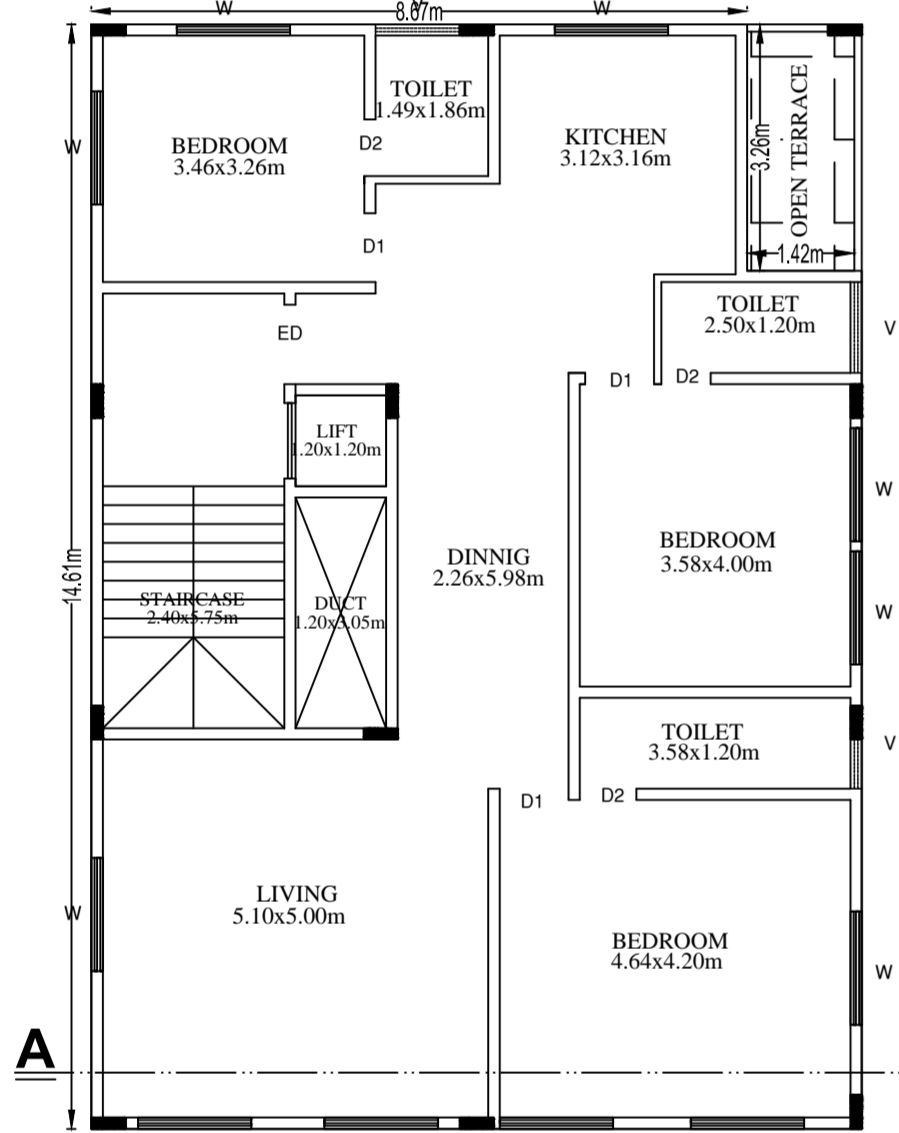 W
V
W
8.67m
TOILET
1.49x1.86m
BEDROOM
3.46x3.26m
D2
KITCHEN
3.12x3.16m
3.26m
OPEN TERRACE
W
D1
1.42m
TOILET
2.50x1.20m
V
ED
D1
D2
LIFT
1.20x1.20m
W
BEDROOM
3.58x4.00m
DINNIG
2.26x5.98m
14.61m
STAIRCASE
2.40x5.75m
DUCT
1.20x3.05m
W
TOILET
3.58x1.20m
V
D1
D2
LIVING
5.10x5.00m
W
BEDROOM
4.64x4.20m
W
A